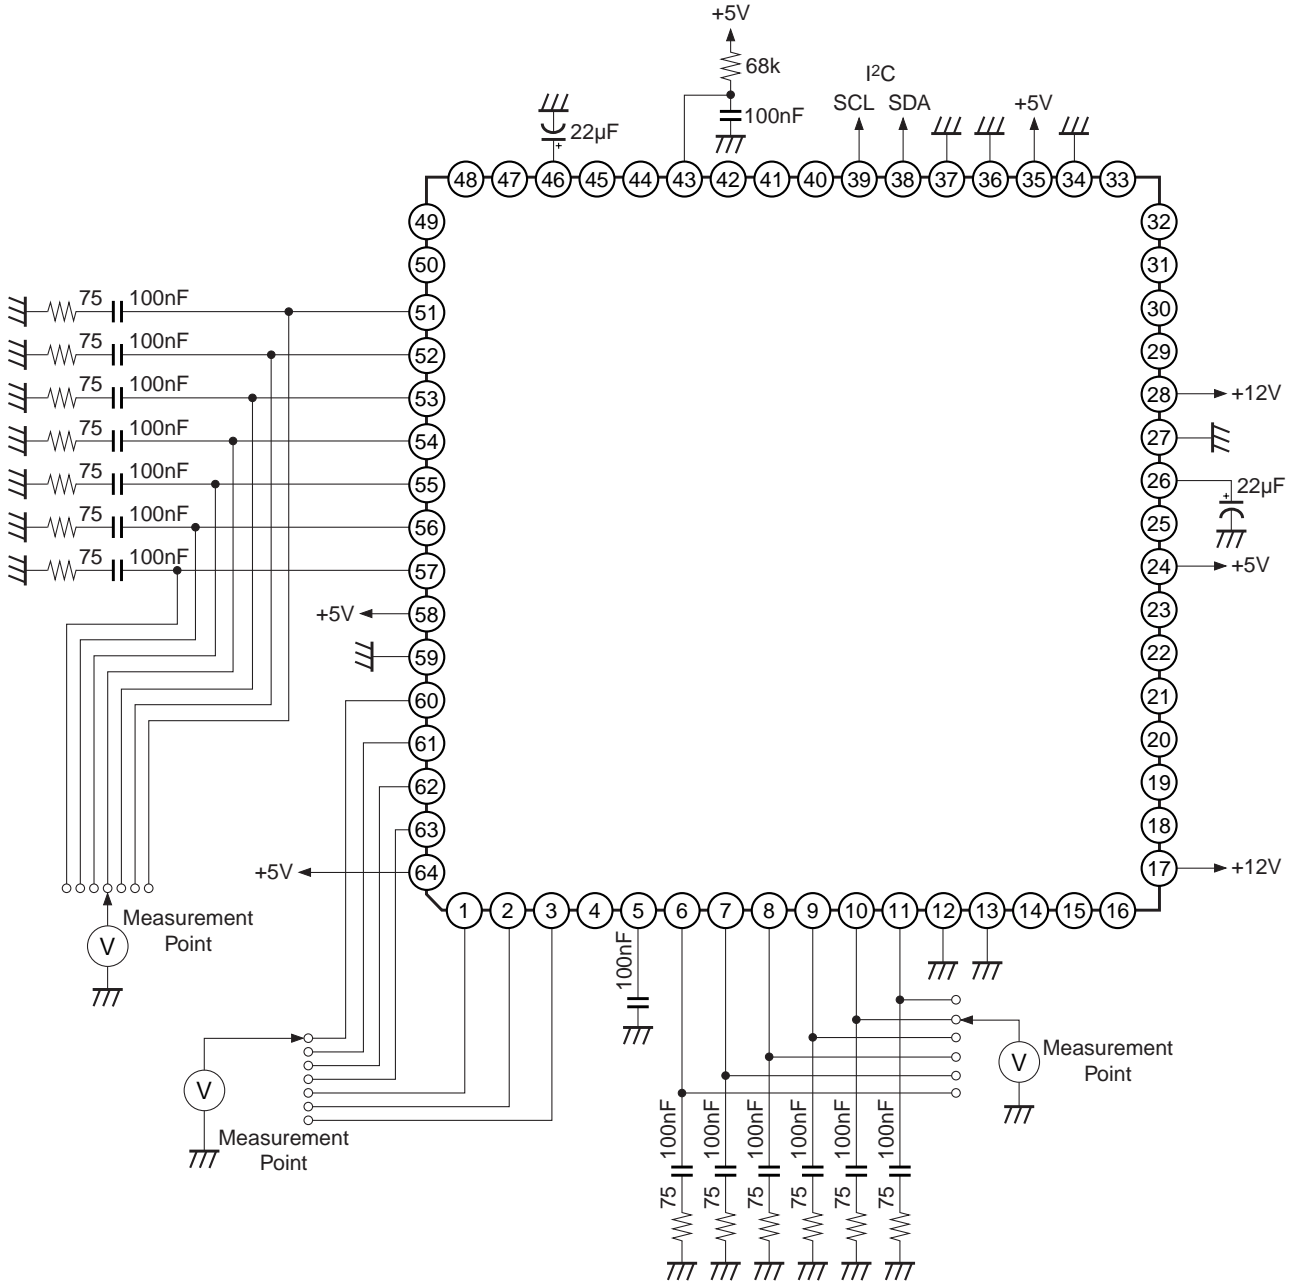 +5V
68k
I²C
SCL SDA +5V
100nF
22µF
+
48 47 46 45 44 43 42 41 40 39 38 37 36 35 34 33
49
50
75 100nF 51
75 100nF 52
75 100nF 53
75 100nF 54
75 100nF 55
75 100nF 56
75 100nF 57
+5V 58
59
60
61
62
63
+5V 64
32
31
30
29
28 +12V
27
26 22µF
+
25
24 +5V
23
22
21
20
19
18
17 +12V
1 2 3 4 5 6 7 8 9 10 11 12 13 14 15 16
Measurement
Point
V
100nF
V
Measurement
Point
V
Measurement
Point
100nF 100nF 100nF 100nF 100nF 100nF
75 75 75 75 75 75